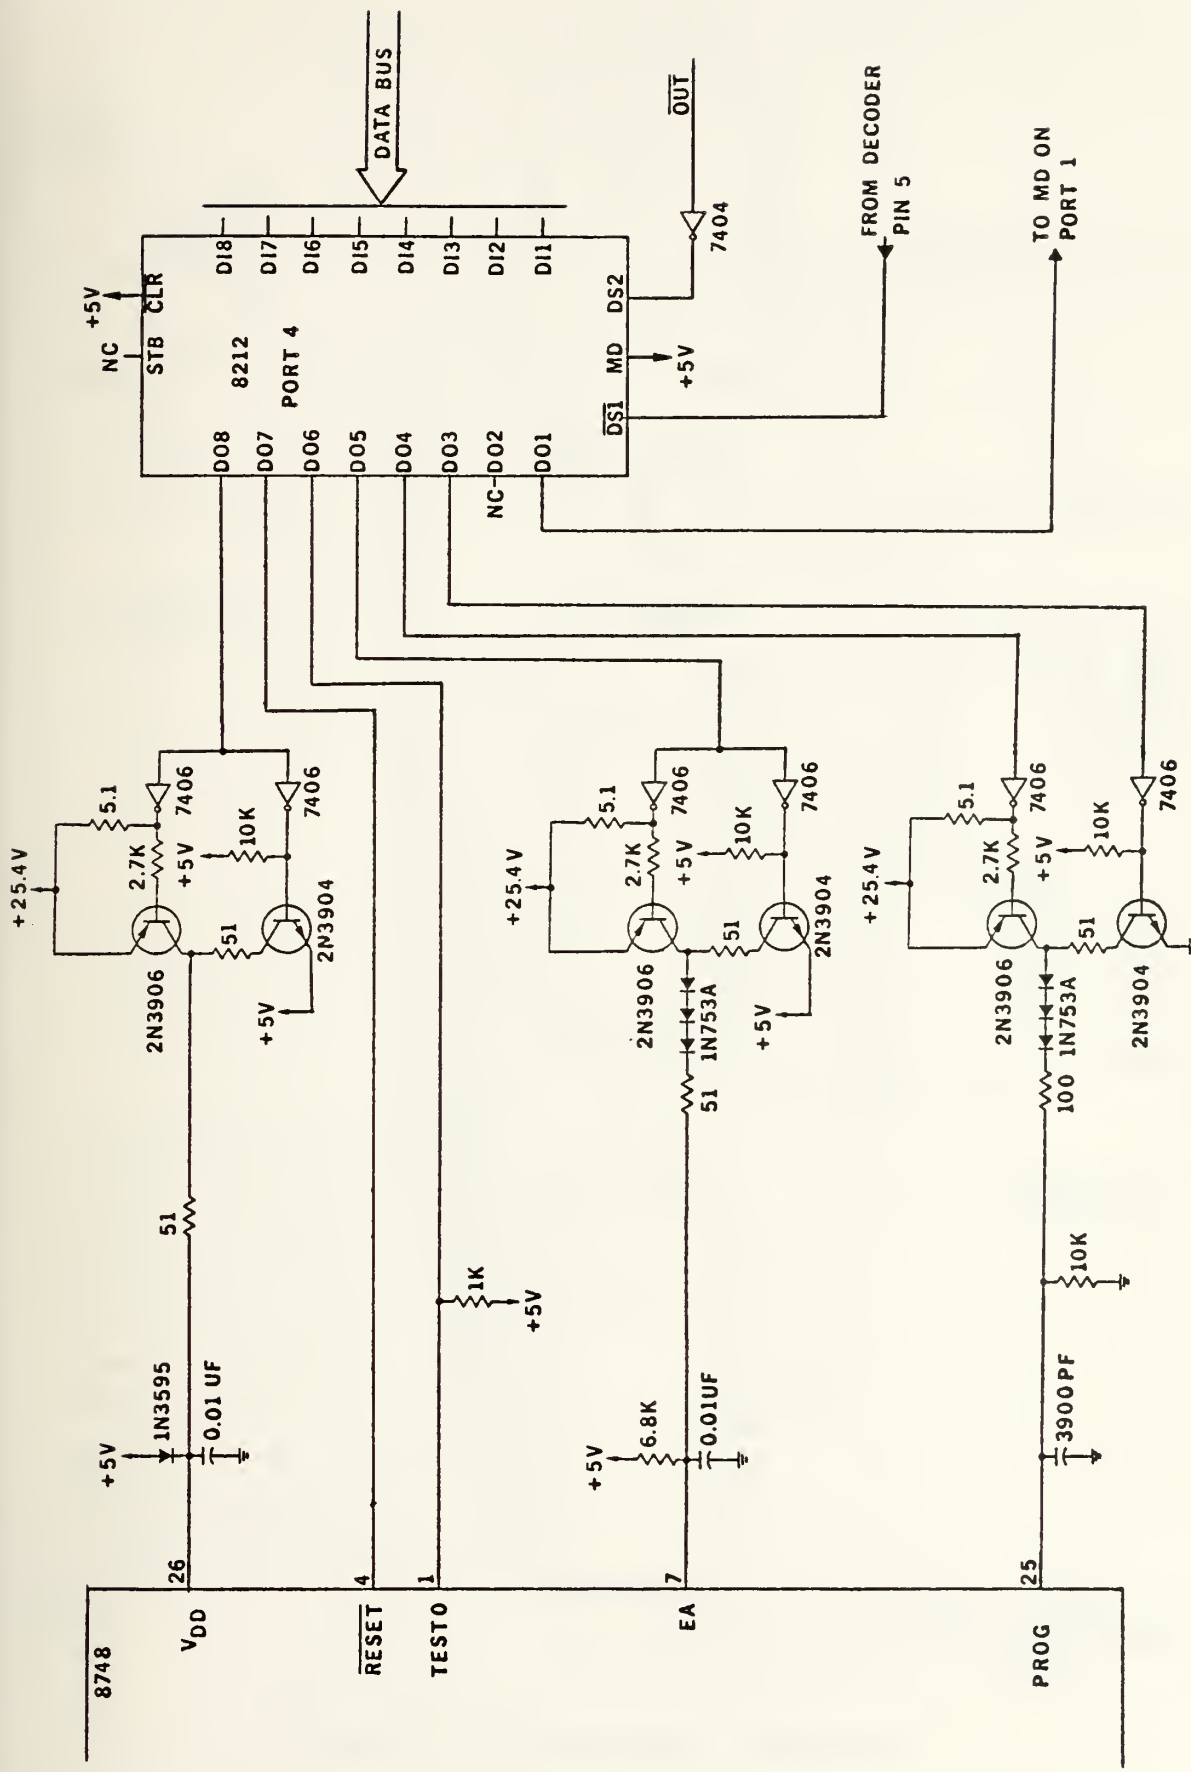 8748
V_DD
26
RESET
4
TEST0
1
EA
7
PROG
25
+5V
1N3595
0.01 UF
51
1K
+5V
+5V
6.8K
0.01UF
3900PF
10K
+25.4V
5.1
7406
2.7K
+5V
10K
7406
2N3906
51
2N3904
+5V
+25.4V
5.1
7406
2.7K
+5V
10K
7406
2N3906
51
2N3904
1N753A
+5V
51
+25.4V
5.1
7406
2.7K
+5V
10K
7406
2N3906
51
2N3904
1N753A
100
NC
+5V
STB
CLR
8212
PORT 4
DO8
DO7
DO6
DO5
DO4
DO3
NC
DO2
DO1
DI8
DI7
DI6
DI5
DI4
DI3
DI2
DI1
DS1
MD
DS2
+5V
DATA BUS
OUT
7404
FROM DECODER
PIN 5
TO MD ON
PORT 1